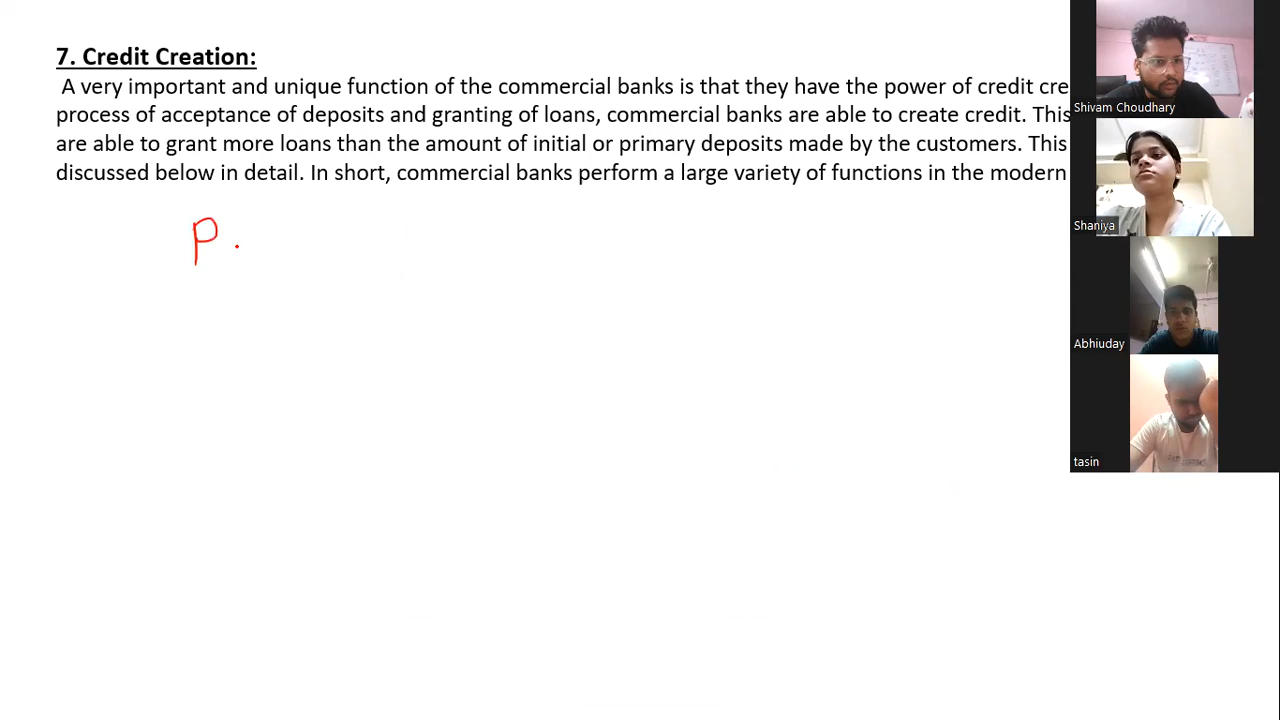 7. Credit Creation:
A very important and unique function of the commercial banks is that they have the power of credit cre
process of acceptance of deposits and granting of loans, commercial banks are able to create credit. This
are able to grant more loans than the amount of initial or primary deposits made by the customers. This
discussed below in detail. In short, commercial banks perform a large variety of functions in the modern
P.
Shivam Choudhary
Shaniya
Abhiuday
tasin